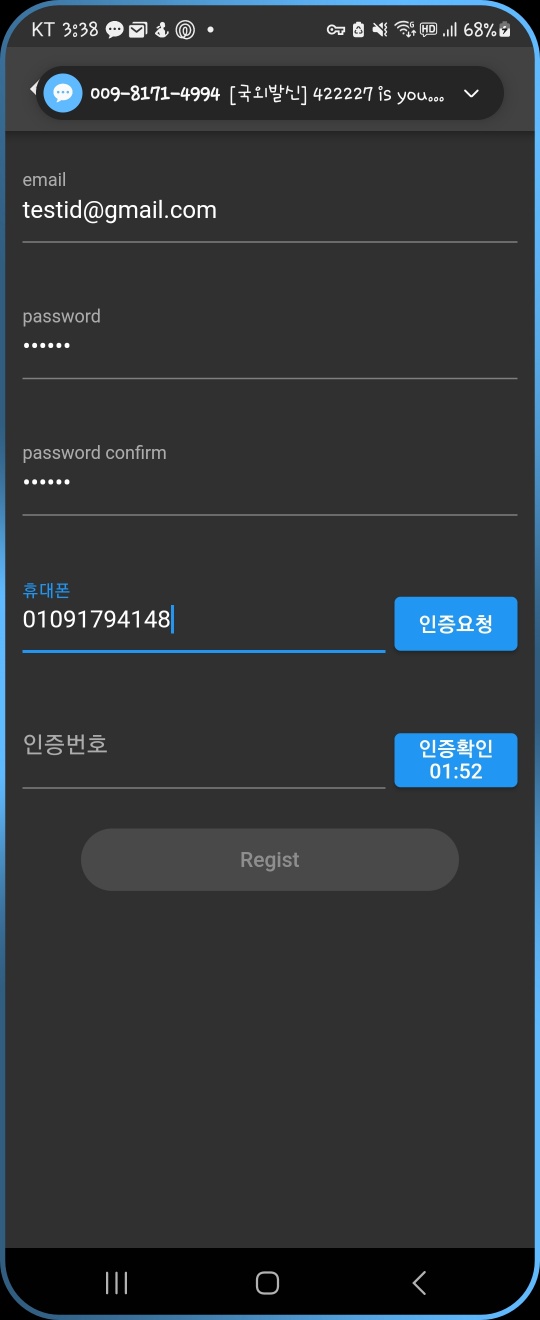 KT 3:38 68%
009-8171-4994 [국외발신] 422227 is you...
email
testid@gmail.com
password
••••••
password confirm
••••••
휴대폰
01091794148
인증요청
인증번호
인증확인
01:52
Regist